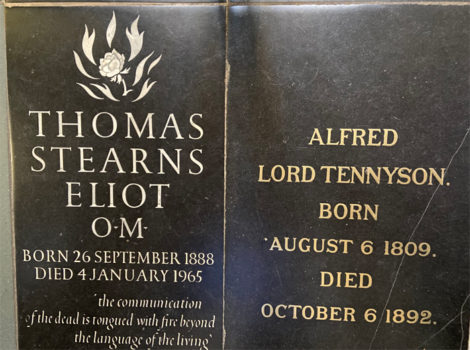 THOMAS
STEARNS
ELIOT
O·M·
BORN 26 SEPTEMBER 1888
DIED 4 JANUARY 1965
'the communication
of the dead is tongued with fire beyond
the language of the living'
ALFRED
LORD TENNYSON.
BORN
AUGUST 6 1809.
DIED
OCTOBER 6 1892.